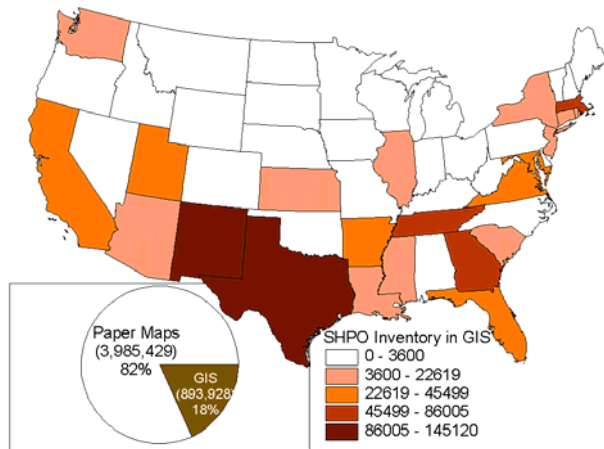 Paper Maps
(3,985,429)
82%
GIS
(893,928)
18%
SHPO Inventory in GIS
0 - 3600
3600 - 22619
22619 - 45499
45499 - 86005
86005 - 145120